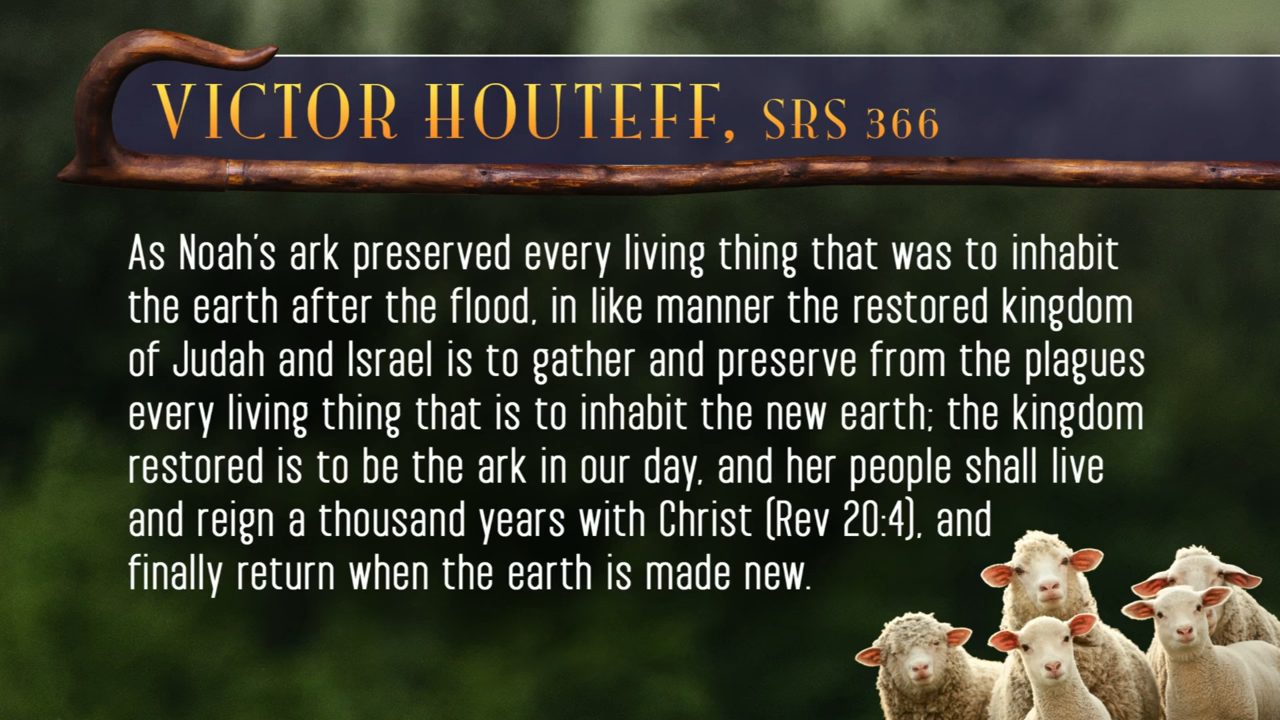 VICTOR HOUTEFF, SRS 366
As Noah's ark preserved every living thing that was to inhabit
the earth after the flood, in like manner the restored kingdom
of Judah and Israel is to gather and preserve from the plagues
every living thing that is to inhabit the new earth; the kingdom
restored is to be the ark in our day, and her people shall live
and reign a thousand years with Christ (Rev 20:4), and
finally return when the earth is made new.